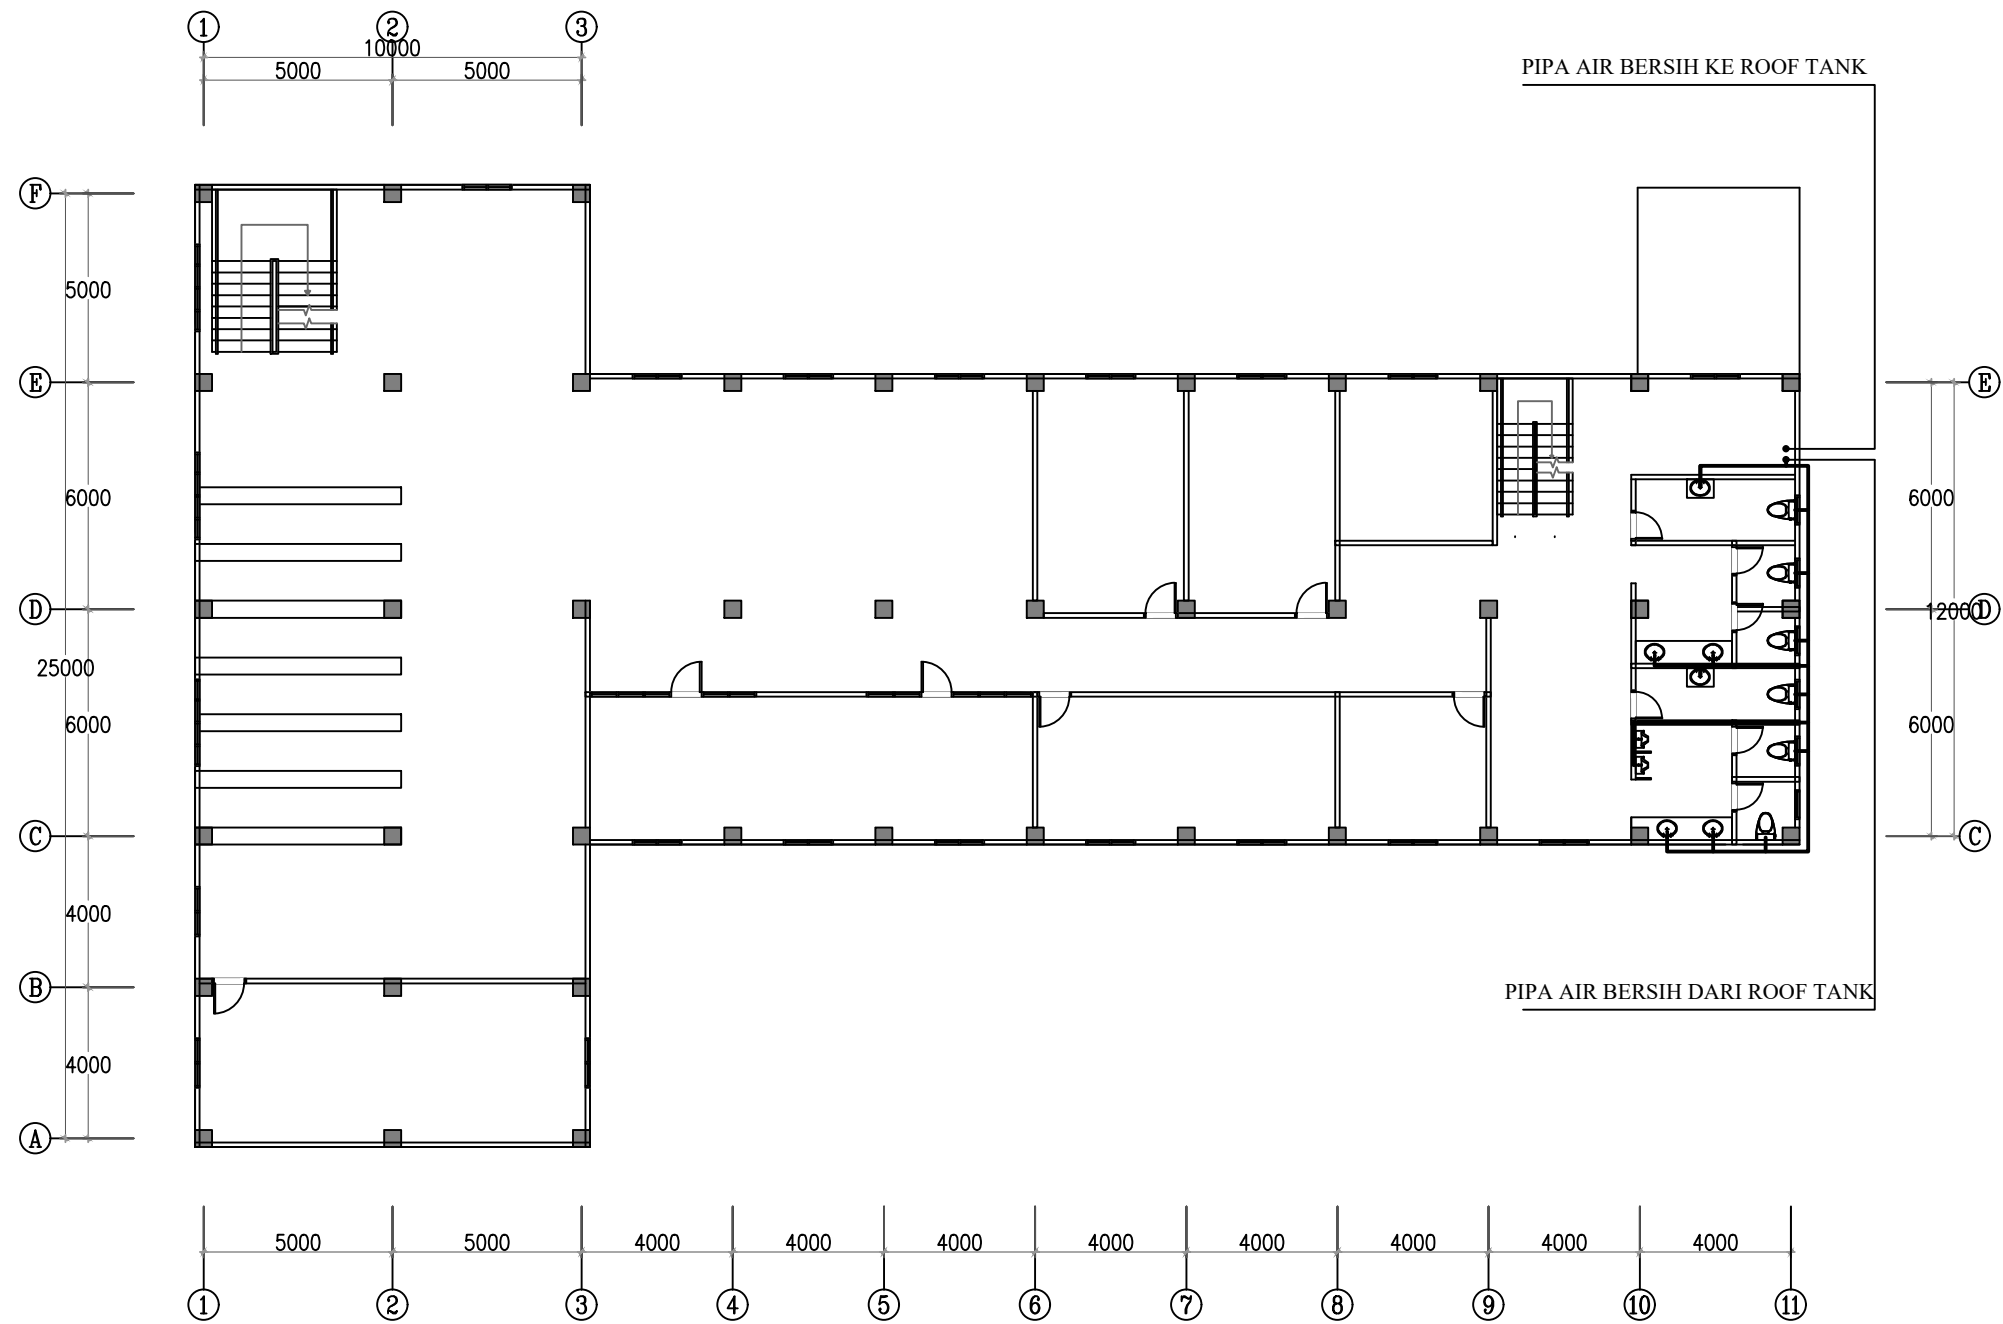 1 2 3
10000
5000 5000
PIPA AIR BERSIH KE ROOF TANK
F
5000
E E
6000 6000
D 12000 D
25000
6000 6000
C C
4000
B
PIPA AIR BERSIH DARI ROOF TANK
4000
A
5000 5000 4000 4000 4000 4000 4000 4000 4000 4000
1 2 3 4 5 6 7 8 9 10 11